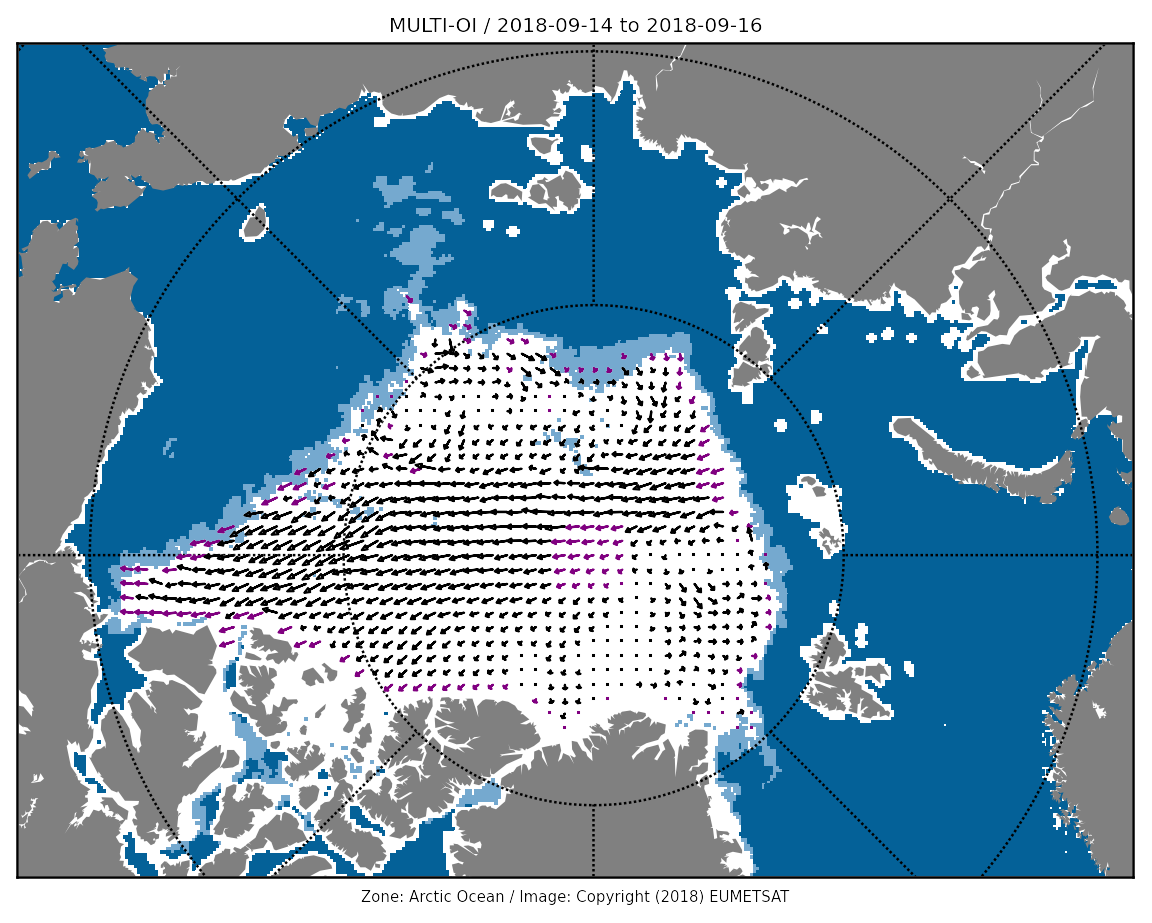 MULTI-OI / 2018-09-14 to 2018-09-16
Zone: Arctic Ocean / Image: Copyright (2018) EUMETSAT